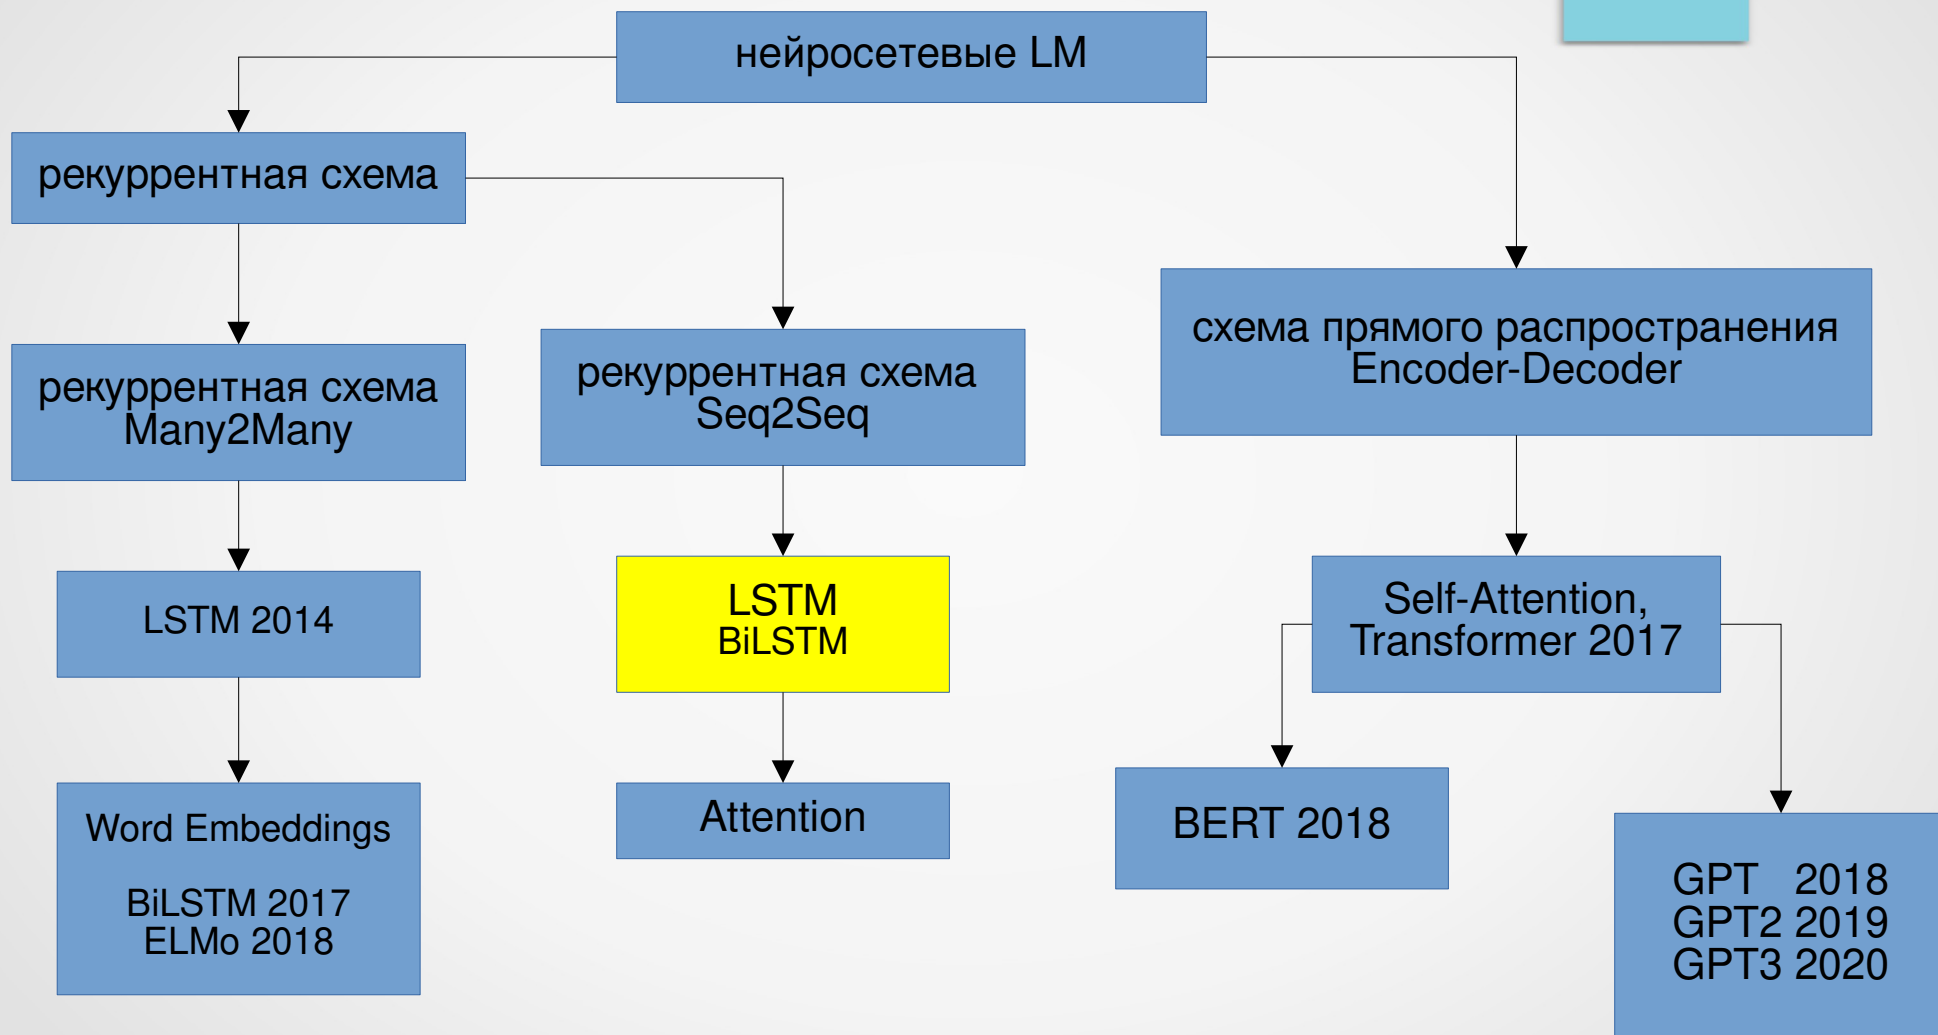 нейросетевые LM
рекуррентная схема
рекуррентная схема
Many2Many
рекуррентная схема
Seq2Seq
схема прямого распространения
Encoder-Decoder
LSTM 2014
LSTM
BiLSTM
Self-Attention,
Transformer 2017
Word Embeddings
BiLSTM 2017
ELMo 2018
Attention
BERT 2018
GPT 2018
GPT2 2019
GPT3 2020